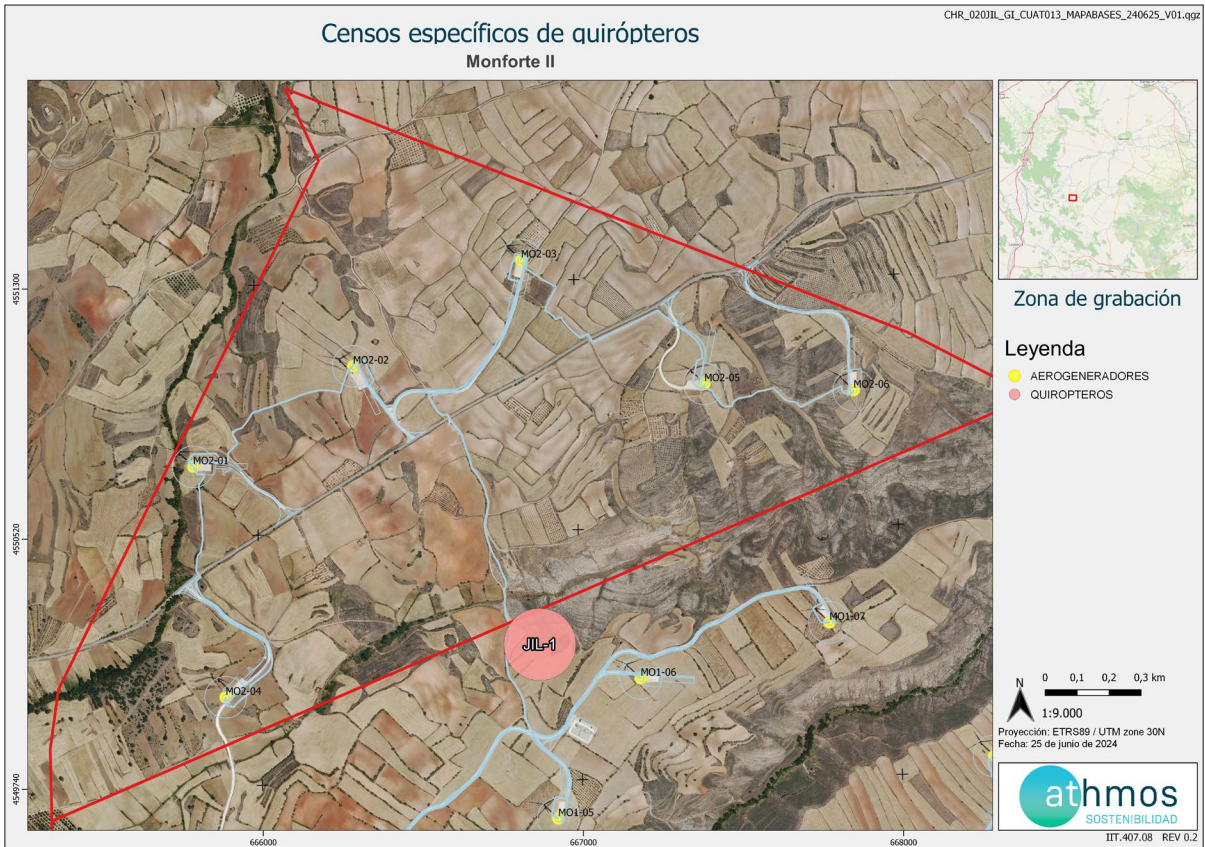 CHR_020JIL_GI_CUAT013_MAPABASES_240625_V01.qgz
Censos específicos de quirópteros
Monforte II
MO2-03
4551300
MO2-02
MO2-05
MO2-06
MO2-01
4550520
MO1-07
JIL-1
MO1-06
MO2-04
4549740
MO1-05
666000
667000
668000
Zona de grabación
Leyenda
AEROGENERADORES
QUIROPTEROS
N
0 0,1 0,2 0,3 km
1:9.000
Proyección: ETRS89 / UTM zone 30N
Fecha: 25 de junio de 2024
athmos
SOSTENIBILIDAD
IIT.407.08 REV 0.2